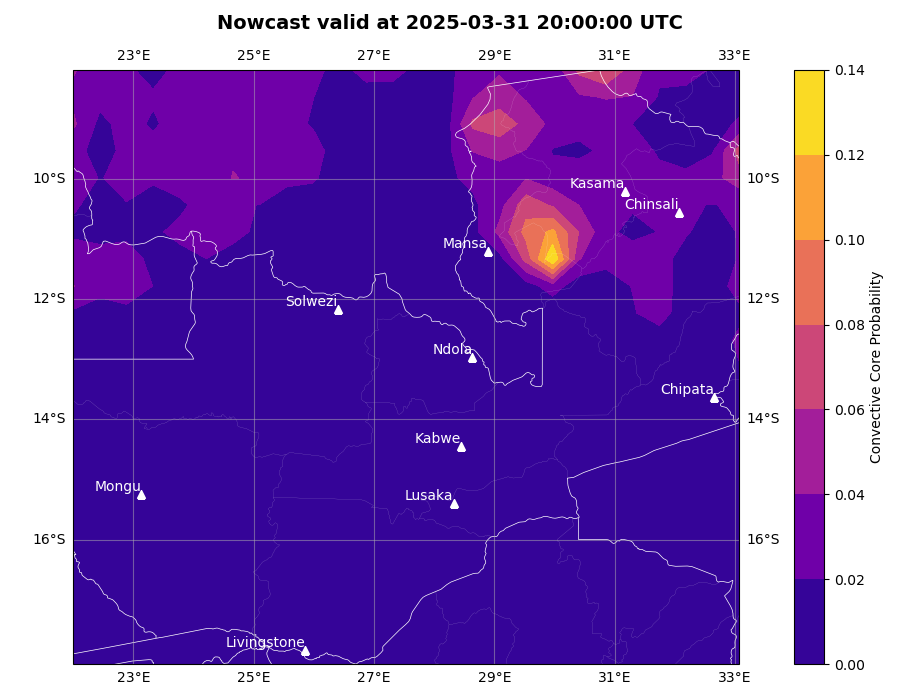 Nowcast valid at 2025-03-31 20:00:00 UTC
23°E 25°E 27°E 29°E 31°E 33°E
0.14
0.12
10°S Kasama 10°S
Chinsali
0.10
Mansa
12°S Solwezi 12°S
0.08
Ndola
Chipata
0.06
14°S 14°S
Kabwe
Mongu Lusaka
0.04
16°S 16°S
0.02
Livingstone
0.00
23°E 25°E 27°E 29°E 31°E 33°E
Convective Core Probability